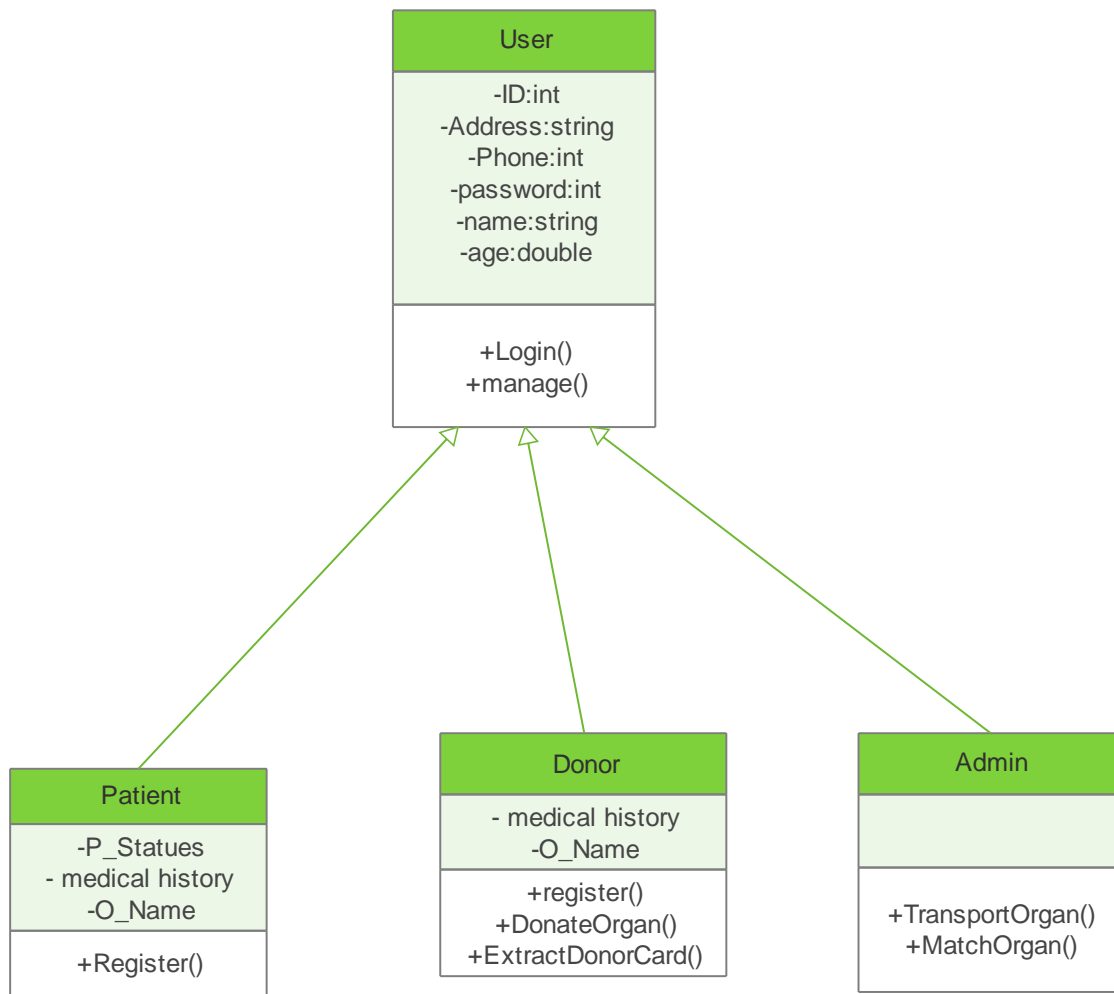 User
-ID:int
-Address:string
-Phone:int
-password:int
-name:string
-age:double
+Login()
+manage()
Patient
-P_Statues
- medical history
-O_Name
+Register()
Donor
- medical history
-O_Name
+register()
+DonateOrgan()
+ExtractDonorCard()
Admin
+TransportOrgan()
+MatchOrgan()